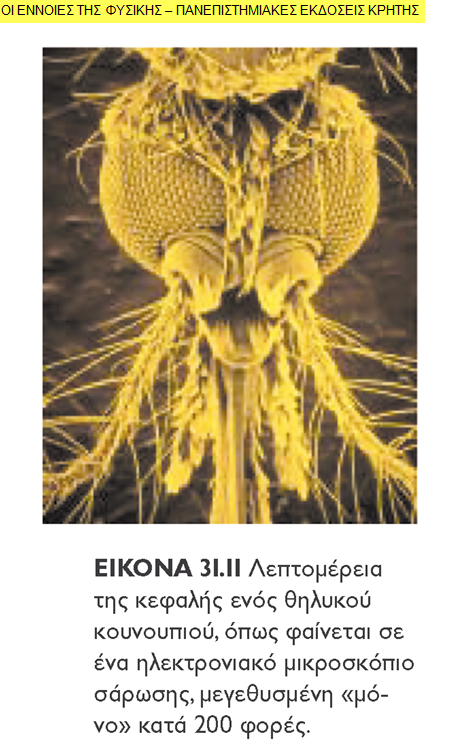 ΟΙ ΕΝΝΟΙΕΣ ΤΗΣ ΦΥΣΙΚΗΣ – ΠΑΝΕΠΙΣΤΗΜΙΑΚΕΣ ΕΚΔΟΣΕΙΣ ΚΡΗΤΗΣ
ΕΙΚΟΝΑ 31.11 Λεπτομέρεια
της κεφαλής ενός θηλυκού
κουνουπιού, όπως φαίνεται σε
ένα ηλεκτρονιακό μικροσκόπιο
σάρωσης, μεγεθυσμένη «μό-
νο» κατά 200 φορές.